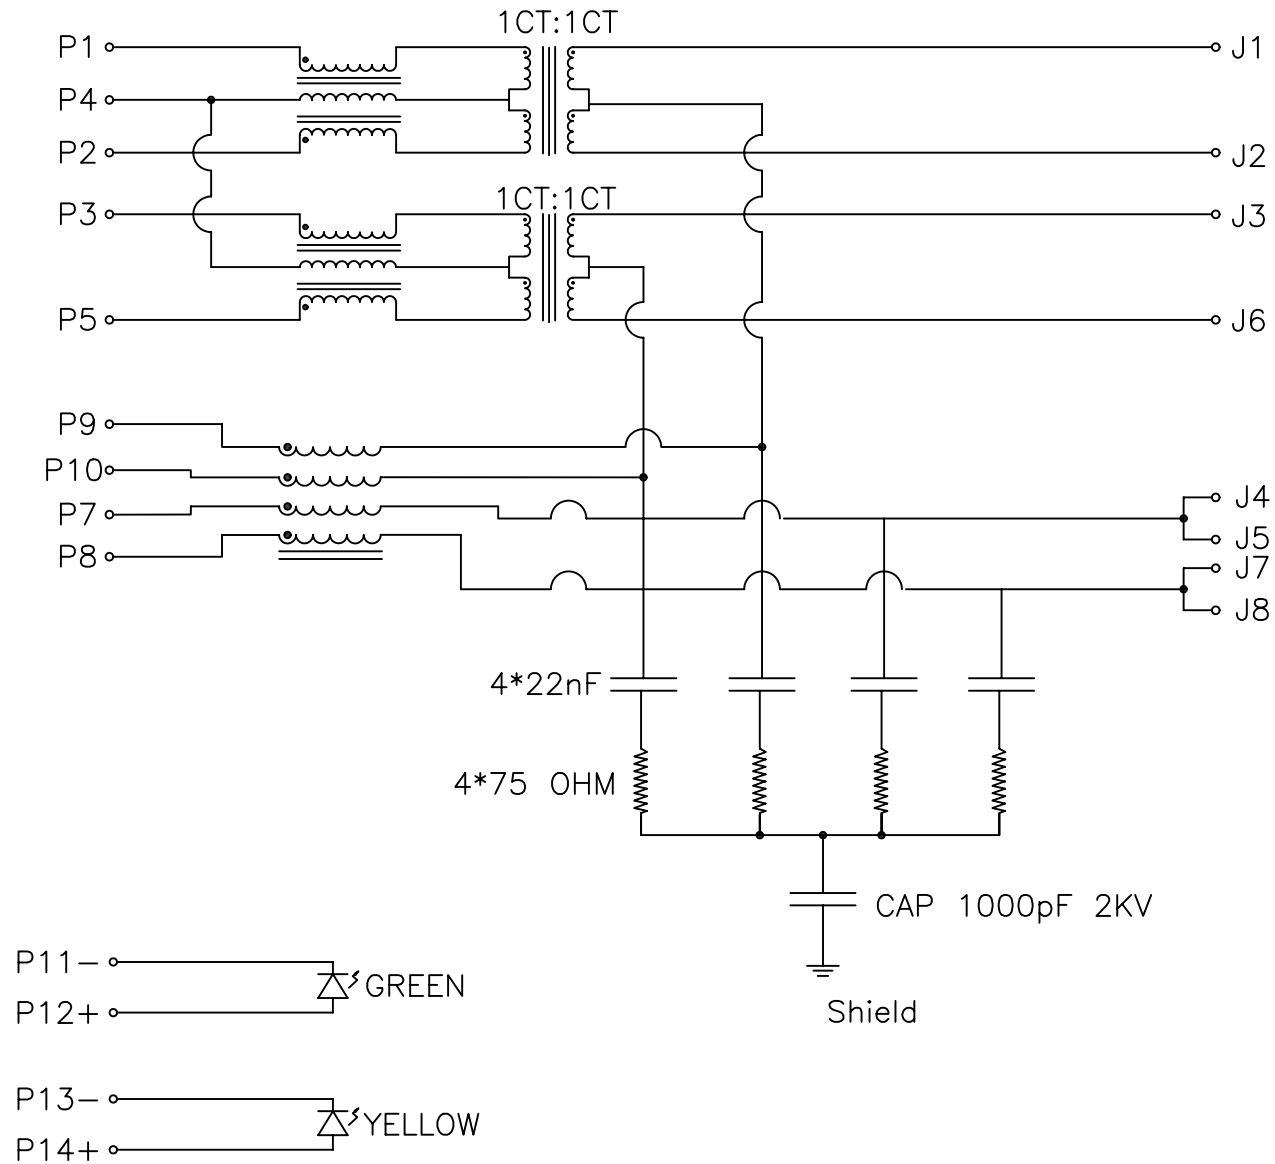 1CT:1CT
P1
J1
P4
P2
J2
1CT:1CT
P3
J3
P5
J6
P9
P10
J4
P7
J5
P8
J7
J8
4*22nF
4*75 OHM
CAP 1000pF 2KV
P11-
GREEN
P12+
Shield
P13-
YELLOW
P14+